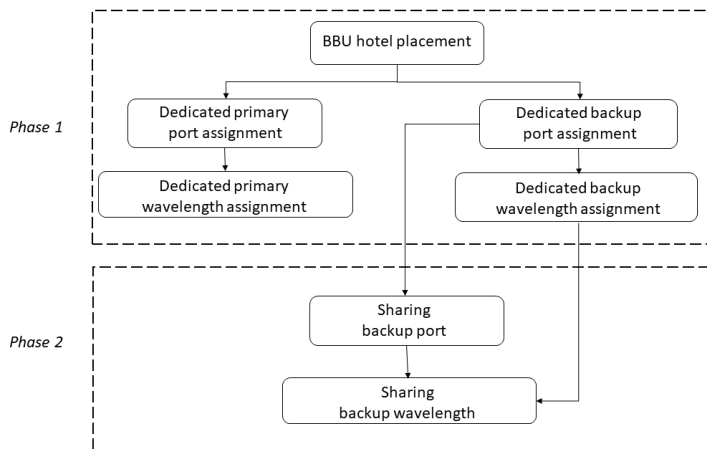 BBU hotel placement
Phase 1
Dedicated primary
port assignment
Dedicated backup
port assignment
Dedicated primary
wavelength assignment
Dedicated backup
wavelength assignment
Phase 2
Sharing
backup port
Sharing
backup wavelength